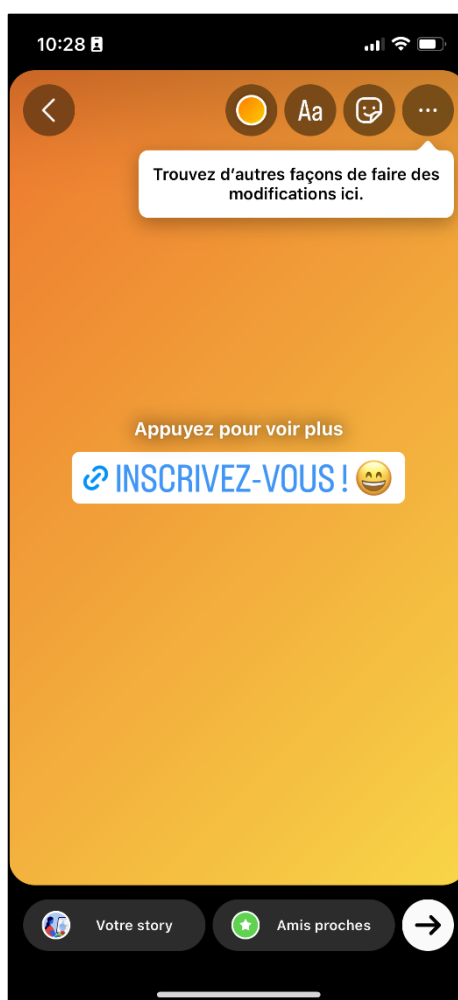 10:28
Aa
Trouvez d’autres façons de faire des
modifications ici.
Appuyez pour voir plus
INSCRIVEZ-VOUS ! 😄
Votre story
Amis proches